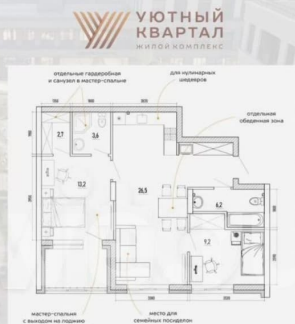 УЮТНЫЙ
КВАРТАЛ
ЖИЛОЙ КОМПЛЕКС
отдельные гардеробная
и санузел в мастер-спальне
для кулинарных
шедевров
отдельная
обеденная зона
2,7
3,6
13,2
26,5
6,2
9,2
мастер-спальня
с выходом на лоджию
место для
семейных посиделок